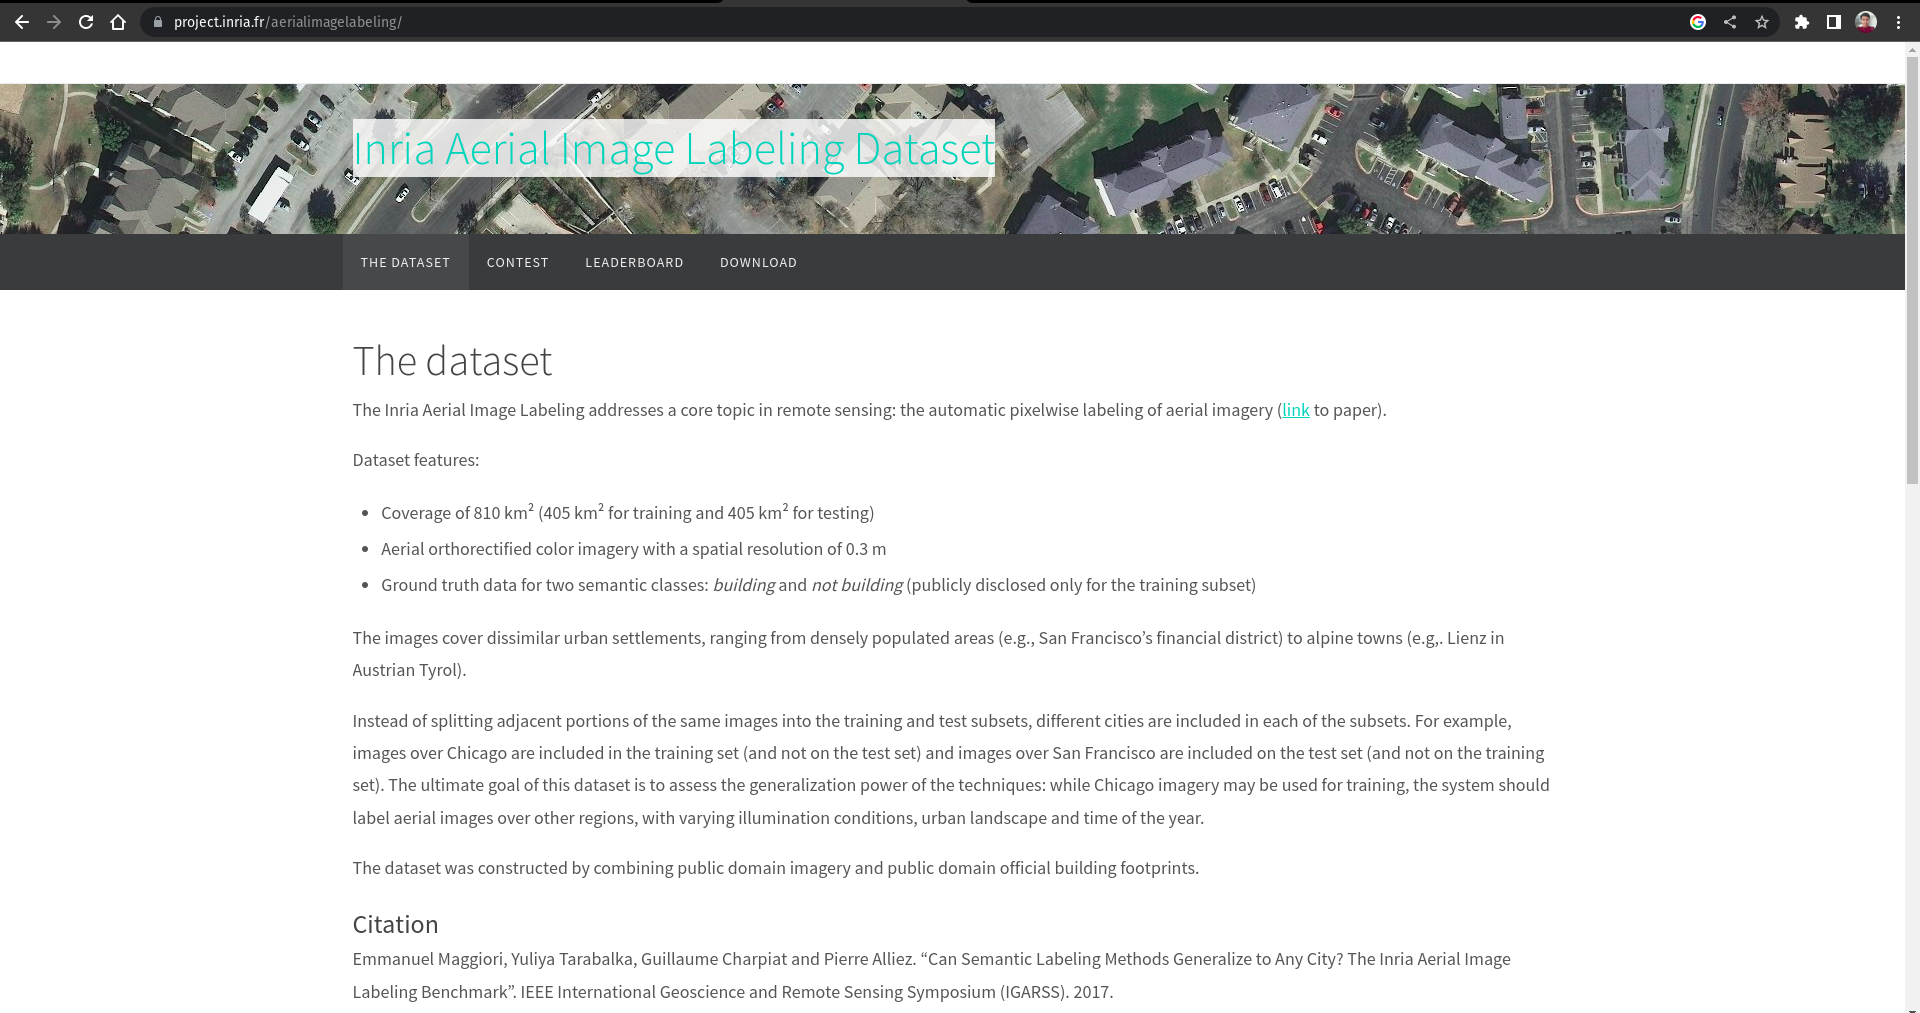 project.inria.fr/aerialimagelabeling/
Inria Aerial Image Labeling Dataset
THE DATASET CONTEST LEADERBOARD DOWNLOAD
The dataset
The Inria Aerial Image Labeling addresses a core topic in remote sensing: the automatic pixelwise labeling of aerial imagery (link to paper).
Dataset features:
• Coverage of 810 km² (405 km² for training and 405 km² for testing)
• Aerial orthorectified color imagery with a spatial resolution of 0.3 m
• Ground truth data for two semantic classes: building and not building (publicly disclosed only for the training subset)
The images cover dissimilar urban settlements, ranging from densely populated areas (e.g., San Francisco’s financial district) to alpine towns (e.g,. Lienz in
Austrian Tyrol).
Instead of splitting adjacent portions of the same images into the training and test subsets, different cities are included in each of the subsets. For example,
images over Chicago are included in the training set (and not on the test set) and images over San Francisco are included on the test set (and not on the training
set). The ultimate goal of this dataset is to assess the generalization power of the techniques: while Chicago imagery may be used for training, the system should
label aerial images over other regions, with varying illumination conditions, urban landscape and time of the year.
The dataset was constructed by combining public domain imagery and public domain official building footprints.
Citation
Emmanuel Maggiori, Yuliya Tarabalka, Guillaume Charpiat and Pierre Alliez. “Can Semantic Labeling Methods Generalize to Any City? The Inria Aerial Image
Labeling Benchmark”. IEEE International Geoscience and Remote Sensing Symposium (IGARSS). 2017.